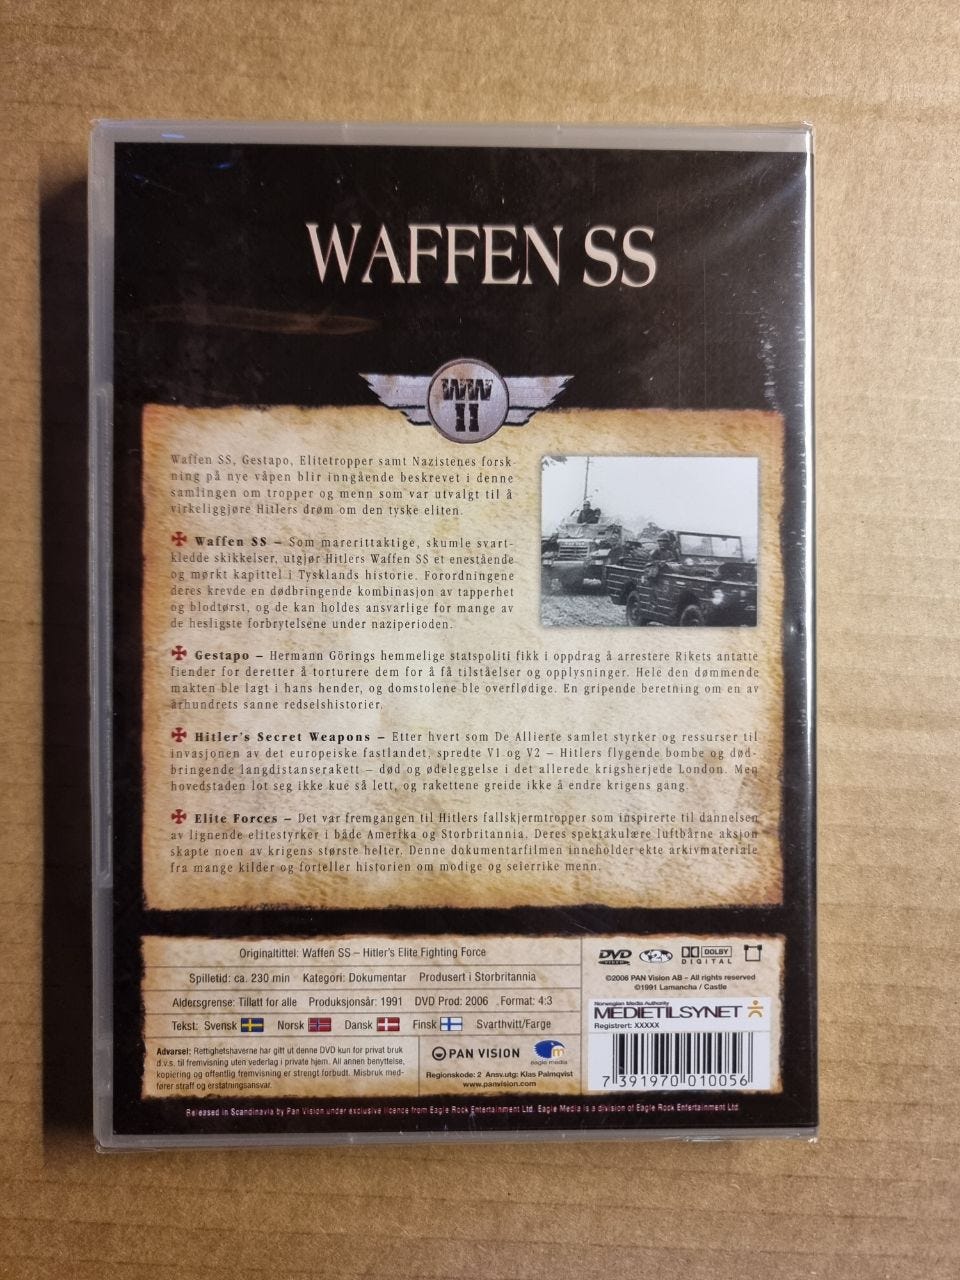 WAFFEN SS
WW
II
Waffen SS, Gestapo, Elitetropper samt Nazistenes forsk-
ning på nye våpen blir inngående beskrevet i denne
samlingen om tropper og menn som var utvalgt til å
virkeliggjøre Hitlers drøm om den tyske eliten.
Waffen SS – Som marerittaktige, skumle svart-
kledde skikkelser, utgjør Hitlers Waffen SS et enestående
og mørkt kapittel i Tysklands historie. Forordningene
deres krevde en dødbringende kombinasjon av tapperhet
og blodtørst, og de kan holdes ansvarlige for mange av
de hesligste forbrytelsene under naziperioden.
Gestapo – Hermann Görings hemmelige statspoliti fikk i oppdrag å arrestere Rikets antatte
fiender for deretter å torturere dem for å få tilståelser og opplysninger. Hele den dømmende
makten ble lagt i hans hender, og domstolene ble overflødige. En gripende beretning om en av
århundrets sanne redselshistorier.
Hitler's Secret Weapons – Etter hvert som De Allierte samlet styrker og ressurser til
invasjonen av det europeiske fastlandet, spredte V1 og V2 – Hitlers flygende bombe og død-
bringende langdistanserakett – død og ødeleggelse i det allerede krigsherjede London. Men
hovedstaden lot seg ikke kue så lett, og rakettene greide ikke å endre krigens gang.
Elite Forces – Det var fremgangen til Hitlers fallskjermtropper som inspirerte til dannelsen
av lignende elitestyrker i både Amerika og Storbritannia. Deres spektakulære luftbårne aksjon
skapte noen av krigens største helter. Denne dokumentarfilmen inneholder ekte arkivmateriale
fra mange kilder og forteller historien om modige og seierrike menn.
Originaltittel: Waffen SS – Hitler's Elite Fighting Force
Spilletid: ca. 230 min Kategori: Dokumentar Produsert i Storbritannia
Aldersgrense: Tillatt for alle Produksjonsår: 1991 DVD Prod: 2006 . Format: 4:3
Tekst: Svensk Norsk Dansk Finsk Svarthvitt/Farge
Advarsel: Rettighetshaverne har gitt ut denne DVD kun for privat bruk
d.v.s. til fremvisning uten vederlag i private hjem. All annen benyttelse,
kopiering og offentlig fremvisning er strengt forbudt. Misbruk med-
fører straff og erstatningsansvar.
PAN VISION
eagle media
Regionskode: 2 Ansv.utg: Klas Palmqvist
www.panvision.com
DVD
VIDEO
2
DOLBY
DIGITAL
©2006 PAN Vision AB – All rights reserved
©1991 Lamancha / Castle
Norwegian Media Authority
MEDIETILSYNET
Registrert: XXXXX
7 391970 010056
Released in Scandinavia by Pan Vision under exclusive licence from Eagle Rock Entertainment Ltd. Eagle Media is a division of Eagle Rock Entertainment Ltd